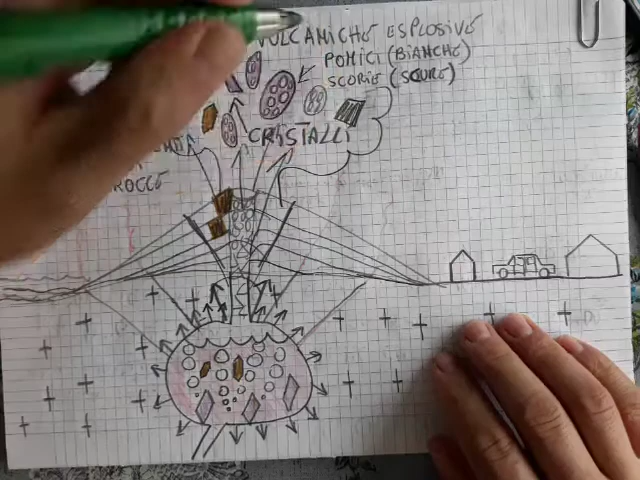 VULCANICHE ESPLOSIVE
POMICI (BIANCHE)
SCORIE (SCURE)
CRISTALLI